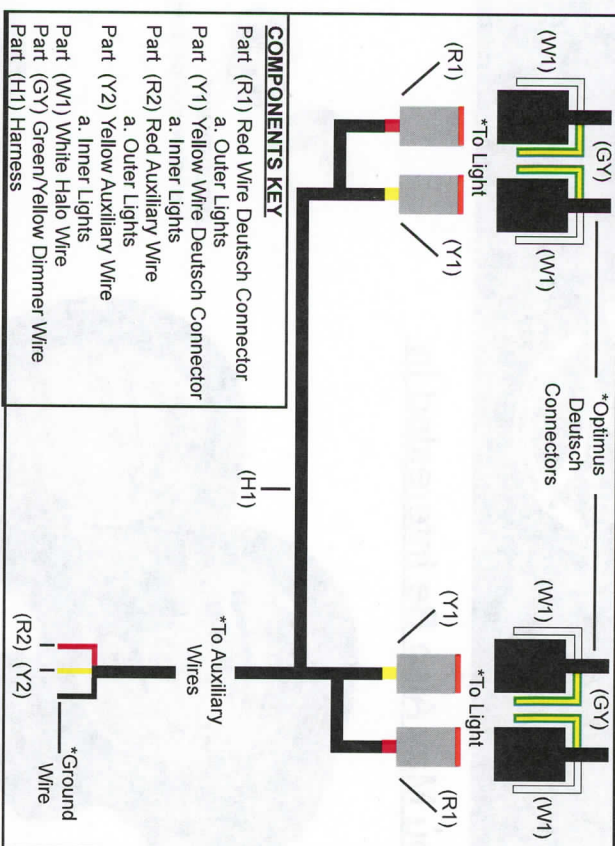 (W1)
(GY)
(W1)
*Optimus
Deutsch
Connectors
(W1)
(GY)
(W1)
*To Light
*To Light
(R1)
(Y1)
(Y1)
(R1)
(H1)
*To Auxiliary
Wires
(R2) (Y2)
*Ground
Wire
COMPONENTS KEY
Part (R1) Red Wire Deutsch Connector
a. Outer Lights
Part (Y1) Yellow Wire Deutsch Connector
a. Inner Lights
Part (R2) Red Auxiliary Wire
a. Outer Lights
Part (Y2) Yellow Auxiliary Wire
a. Inner Lights
Part (W1) White Halo Wire
Part (GY) Green/Yellow Dimmer Wire
Part (H1) Harness